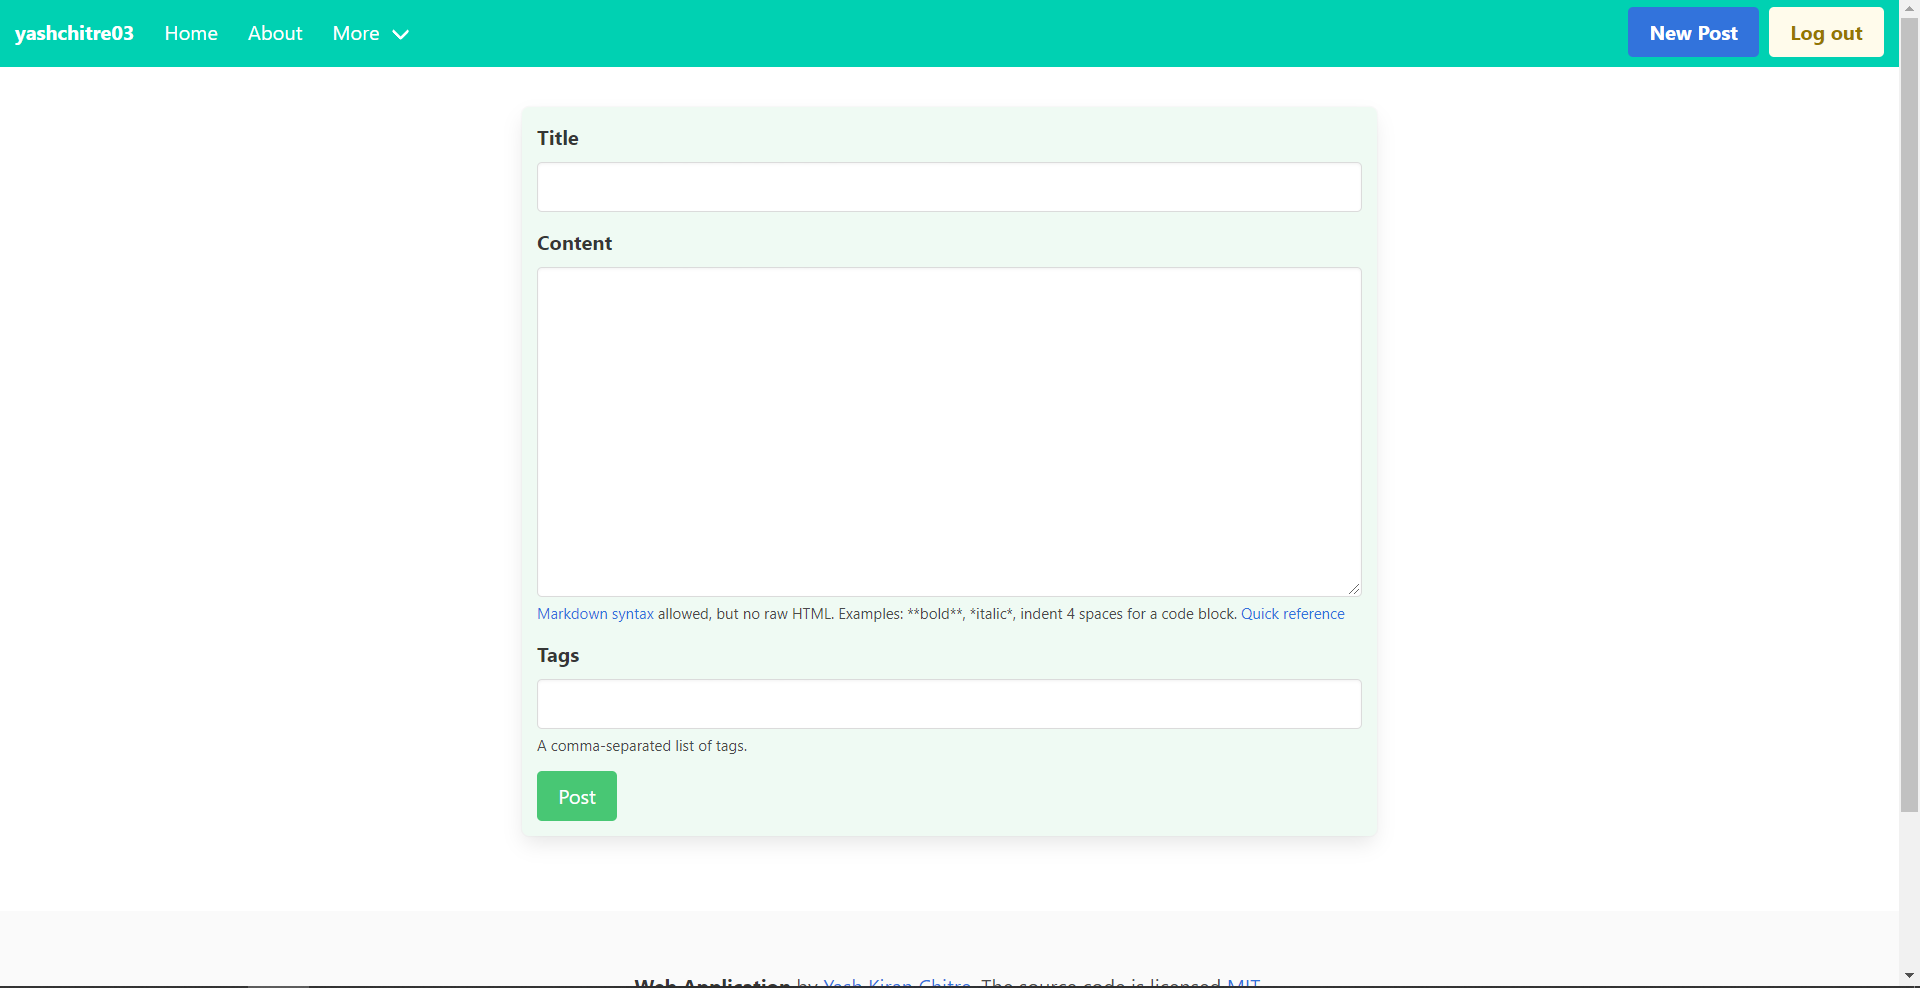 yashchitre03 Home About More New Post Log out
Title
Content
Markdown syntax allowed, but no raw HTML. Examples: **bold**, *italic*, indent 4 spaces for a code block. Quick reference
Tags
A comma-separated list of tags.
Post
Web Application by Yash Kiran Chitre. The source code is licensed MIT